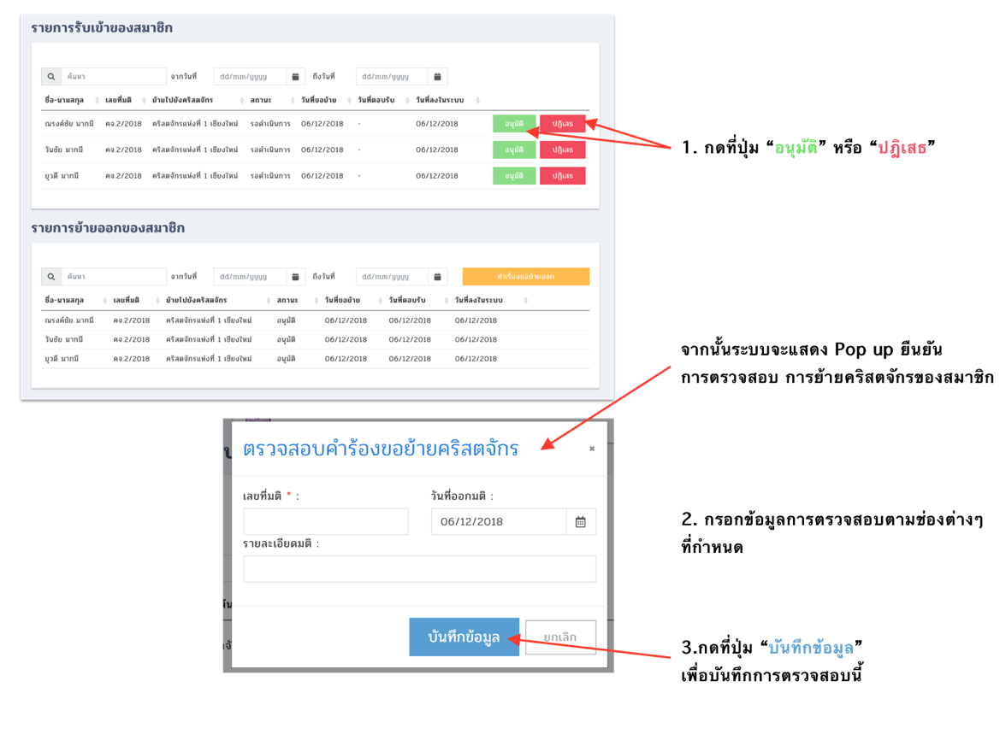 รายการรับเข้าของสมาชิก
ค้นหา จากวันที่ dd/mm/yyyy ถึงวันที่ dd/mm/yyyy
ชื่อ-นามสกุล เลขที่มติ ย้ายไปยังคริสตจักร สถานะ วันที่ขอย้าย วันที่ตอบรับ วันที่ลงในระบบ
ณรงค์ชัย มากมี คจ.2/2018 คริสตจักรแห่งที่ 1 เชียงใหม่ รอดำเนินการ 06/12/2018 - 06/12/2018 อนุมัติ ปฎิเสธ
วันชัย มากมี คจ.2/2018 คริสตจักรแห่งที่ 1 เชียงใหม่ รอดำเนินการ 06/12/2018 - 06/12/2018 อนุมัติ ปฎิเสธ
ยุวดี มากมี คจ.2/2018 คริสตจักรแห่งที่ 1 เชียงใหม่ รอดำเนินการ 06/12/2018 - 06/12/2018 อนุมัติ ปฎิเสธ
1. กดที่ปุ่ม “อนุมัติ” หรือ “ปฎิเสธ”
รายการย้ายออกของสมาชิก
ค้นหา จากวันที่ dd/mm/yyyy ถึงวันที่ dd/mm/yyyy ทำเรื่องขอย้ายออก
ชื่อ-นามสกุล เลขที่มติ ย้ายไปยังคริสตจักร สถานะ วันที่ขอย้าย วันที่ตอบรับ วันที่ลงในระบบ
ณรงค์ชัย มากมี คจ.2/2018 คริสตจักรแห่งที่ 1 เชียงใหม่ อนุมัติ 06/12/2018 06/12/2018 06/12/2018
วันชัย มากมี คจ.2/2018 คริสตจักรแห่งที่ 1 เชียงใหม่ อนุมัติ 06/12/2018 06/12/2018 06/12/2018
ยุวดี มากมี คจ.2/2018 คริสตจักรแห่งที่ 1 เชียงใหม่ อนุมัติ 06/12/2018 06/12/2018 06/12/2018
จากนั้นระบบจะแสดง Pop up ยืนยัน
การตรวจสอบ การย้ายคริสตจักรของสมาชิก
ตรวจสอบคำร้องขอย้ายคริสตจักร ×
เลขที่มติ * : วันที่ออกมติ :
06/12/2018
รายละเอียดมติ :
2. กรอกข้อมูลการตรวจสอบตามช่องต่างๆ
ที่กำหนด
บันทึกข้อมูล ยกเลิก
3.กดที่ปุ่ม “บันทึกข้อมูล”
เพื่อบันทึกการตรวจสอบนี้